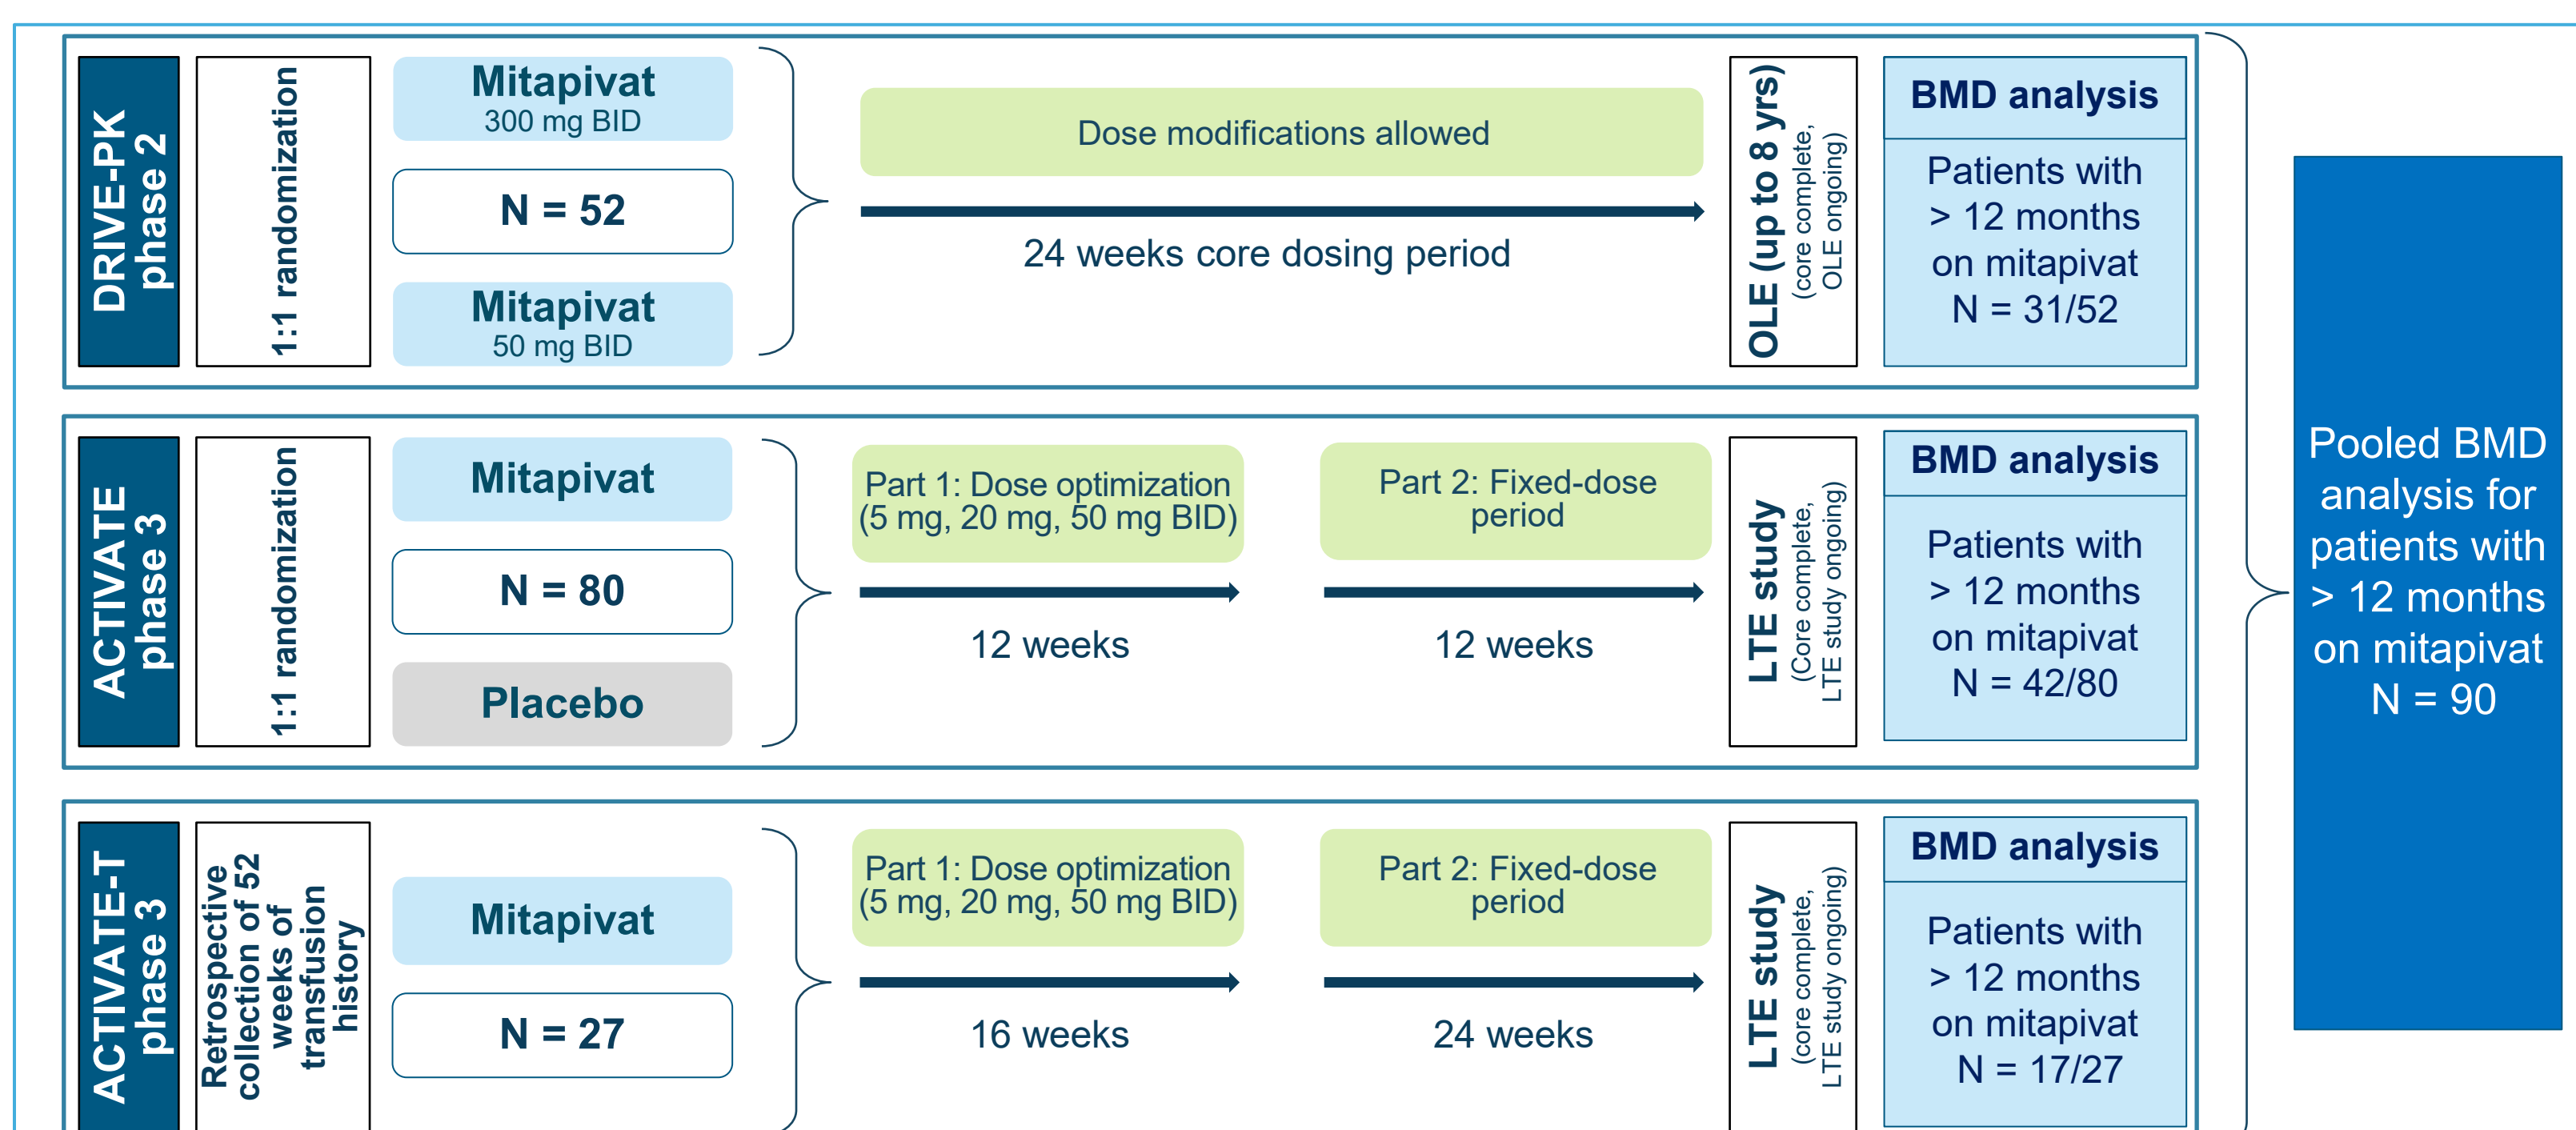 DRIVE-PK
phase 2
1:1 randomization
Mitapivat
300 mg BID
N = 52
Mitapivat
50 mg BID
Dose modifications allowed
24 weeks core dosing period
OLE (up to 8 yrs)
(core complete,
OLE ongoing)
BMD analysis
Patients with
> 12 months
on mitapivat
N = 31/52
ACTIVATE
phase 3
1:1 randomization
Mitapivat
N = 80
Placebo
Part 1: Dose optimization
(5 mg, 20 mg, 50 mg BID)
12 weeks
Part 2: Fixed-dose
period
12 weeks
LTE study
(Core complete,
LTE study ongoing)
BMD analysis
Patients with
> 12 months
on mitapivat
N = 42/80
ACTIVATE-T
phase 3
Retrospective
collection of 52
weeks of
transfusion
history
Mitapivat
N = 27
Part 1: Dose optimization
(5 mg, 20 mg, 50 mg BID)
16 weeks
Part 2: Fixed-dose
period
24 weeks
LTE study
(core complete,
LTE study ongoing)
BMD analysis
Patients with
> 12 months
on mitapivat
N = 17/27
Pooled BMD
analysis for
patients with
> 12 months
on mitapivat
N = 90